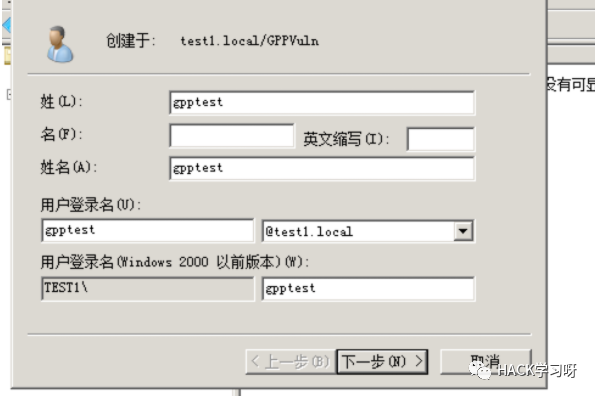 创建于: test1.local/GPPVuln
没有可显
姓(L): gpptest
名(F): 英文缩写(I):
姓名(A): gpptest
用户登录名(U):
gpptest @test1.local
用户登录名(Windows 2000 以前版本)(W):
TEST1\ gpptest
< 上一步(B) 下一步(N) > 取消
HACK学习呀